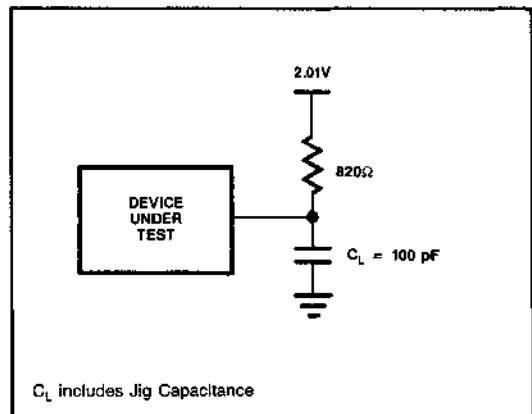 2.01V
820Ω
DEVICE
UNDER
TEST
C_L = 100 pF
C_L includes Jig Capacitance